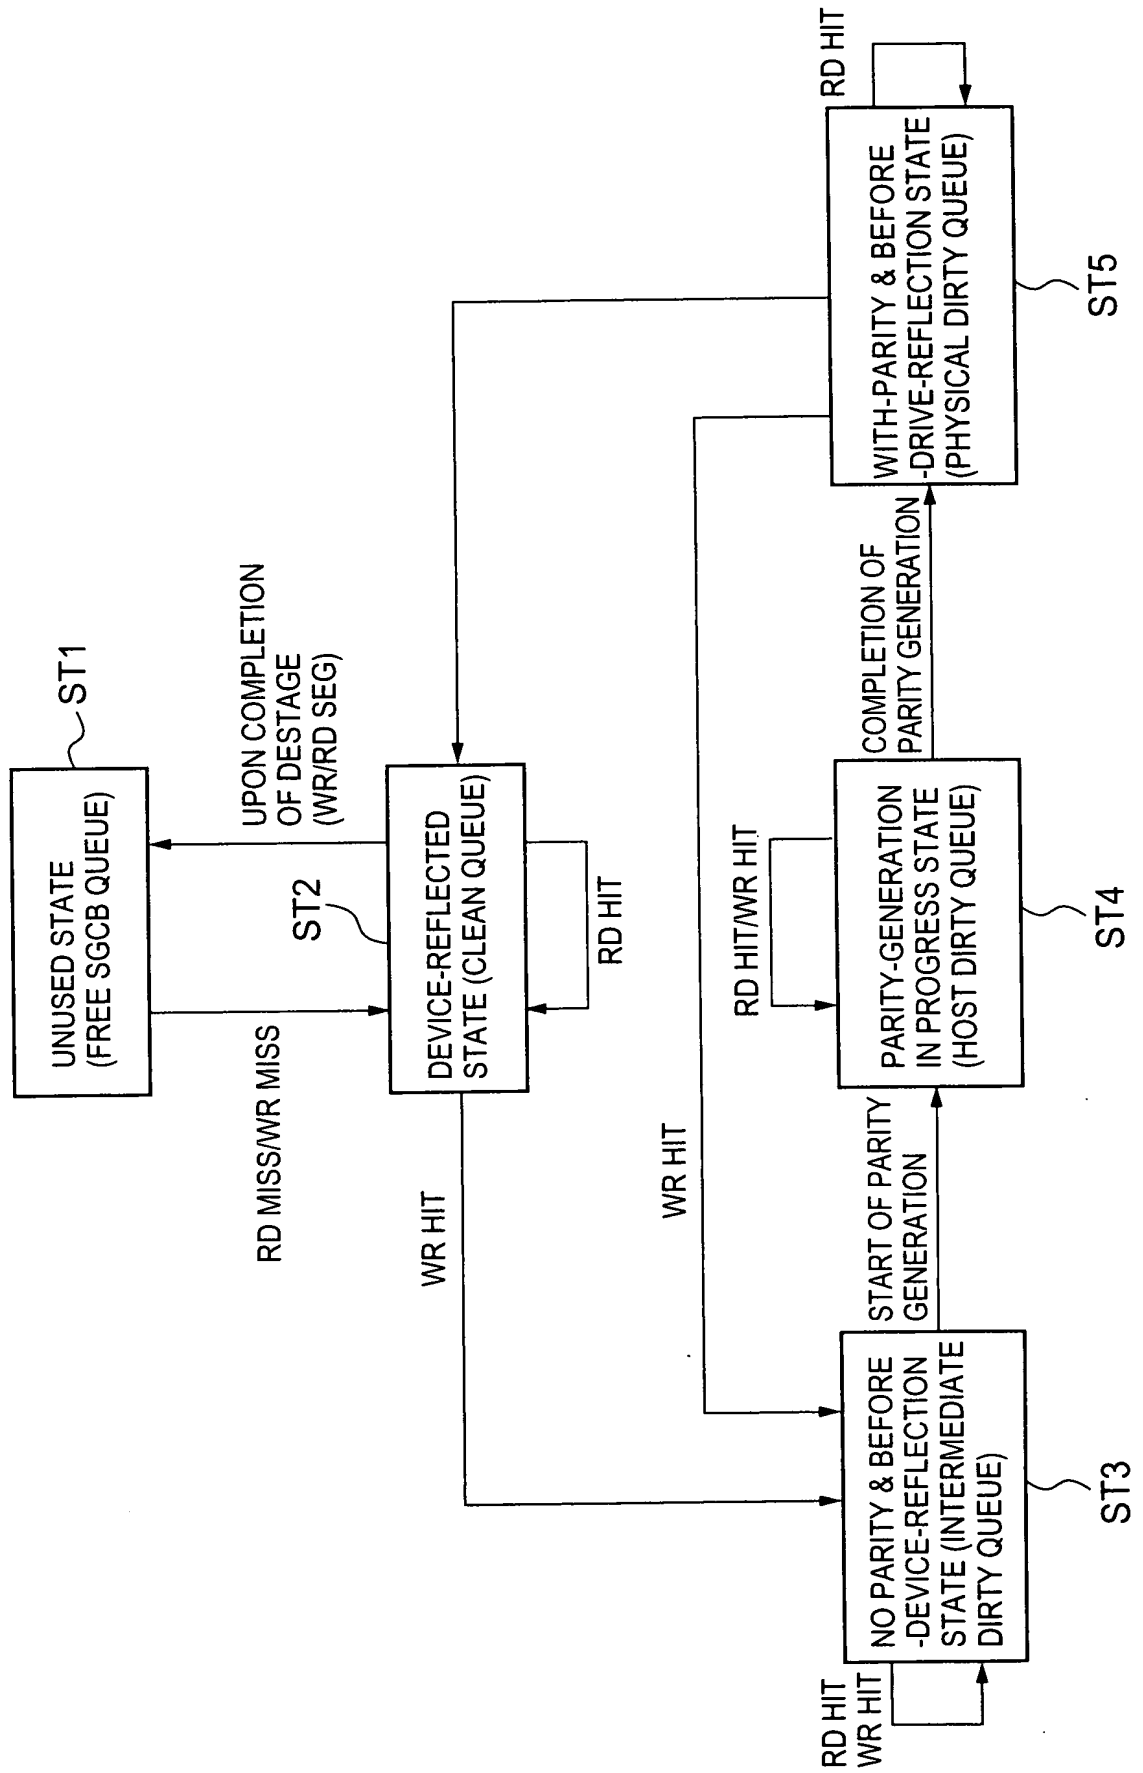 UNUSED STATE
(FREE SGCB QUEUE)
ST1
RD MISS/WR MISS
UPON COMPLETION
OF DESTAGE
(WR/RD SEG)
ST2
DEVICE-REFLECTED
STATE (CLEAN QUEUE)
RD HIT
WR HIT
WR HIT
RD HIT
WR HIT
NO PARITY & BEFORE
-DEVICE-REFLECTION
STATE (INTERMEDIATE
DIRTY QUEUE)
ST3
START OF PARITY
GENERATION
RD HIT/WR HIT
PARITY-GENERATION
IN PROGRESS STATE
(HOST DIRTY QUEUE)
ST4
COMPLETION OF
PARITY GENERATION
WITH-PARITY & BEFORE
-DRIVE-REFLECTION STATE
(PHYSICAL DIRTY QUEUE)
ST5
RD HIT